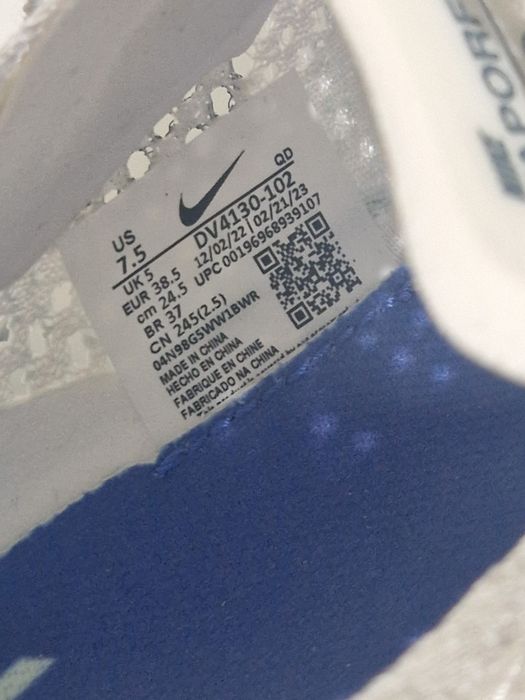 QD
US
7.5
DV4130-102
UK 5
12/02/22 | 02/21/23
EUR 38.5
UPC 00196968939107
cm 24.5
BR 37
CN 245(2.5)
04N98G5WW1BWR
MADE IN CHINA
HECHO EN CHINA
FABRIQUE EN CHINE
FABRICADO NA CHINA